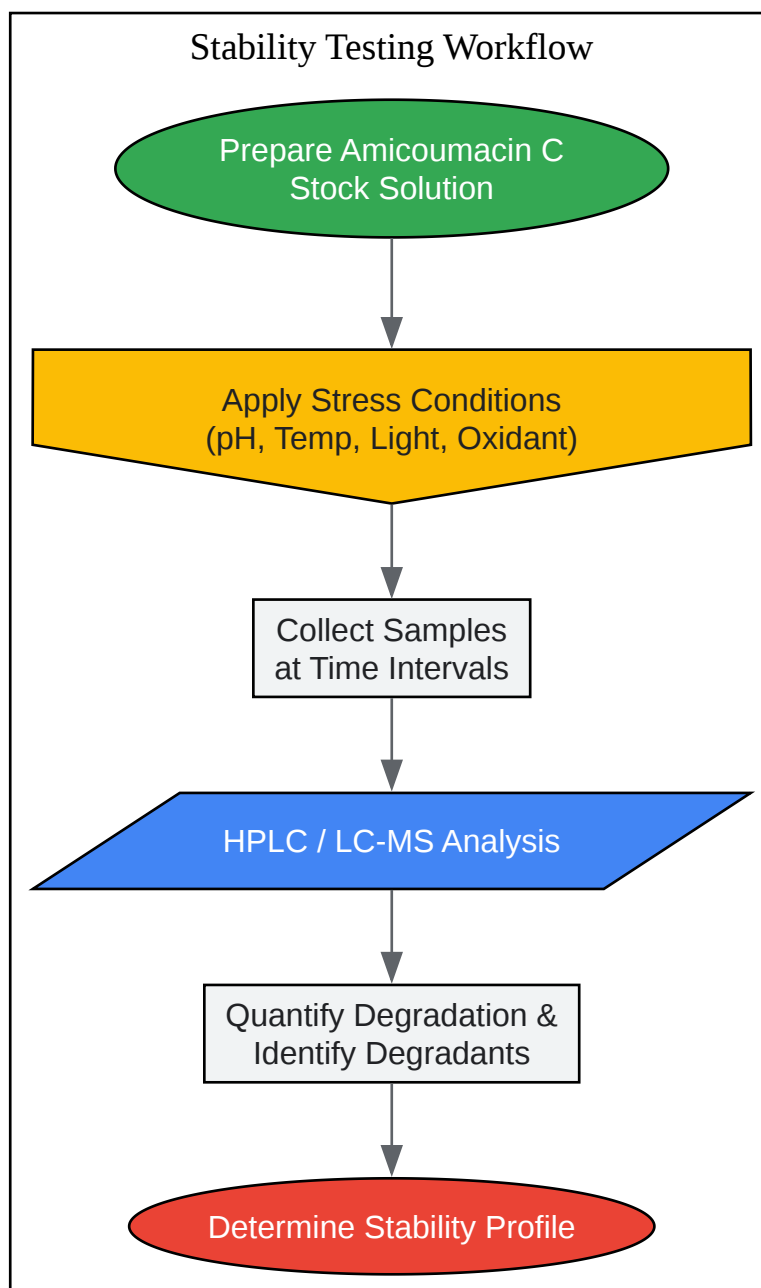 Stability Testing Workflow
Prepare Amicoumacin C
Stock Solution
Apply Stress Conditions
(pH, Temp, Light, Oxidant)
Collect Samples
at Time Intervals
HPLC / LC-MS Analysis
Quantify Degradation &
Identify Degradants
Determine Stability Profile